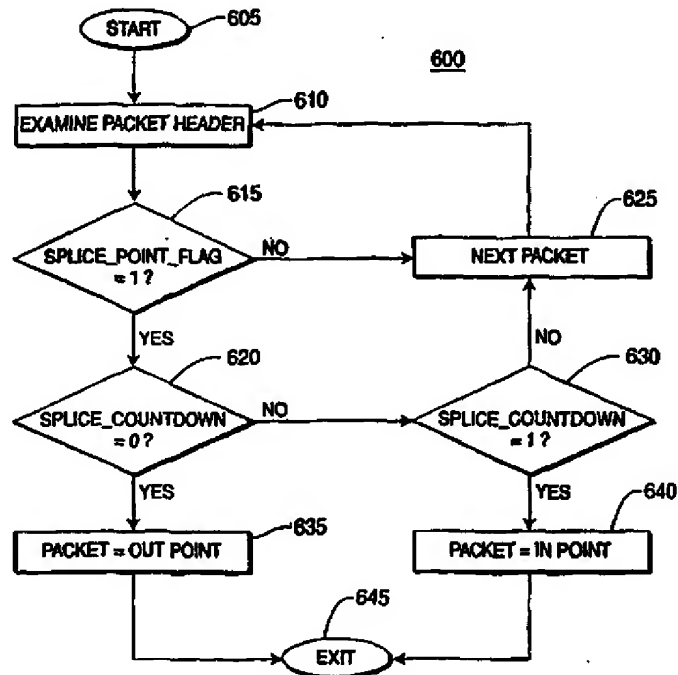 START
605
600
610
EXAMINE PACKET HEADER
615
625
SPLICE_POINT_FLAG
= 1 ?
NO
NEXT PACKET
YES
NO
620
630
SPLICE_COUNTDOWN
= 0 ?
NO
SPLICE_COUNTDOWN
= 1 ?
YES
YES
635
640
PACKET = OUT POINT
PACKET = IN POINT
645
EXIT